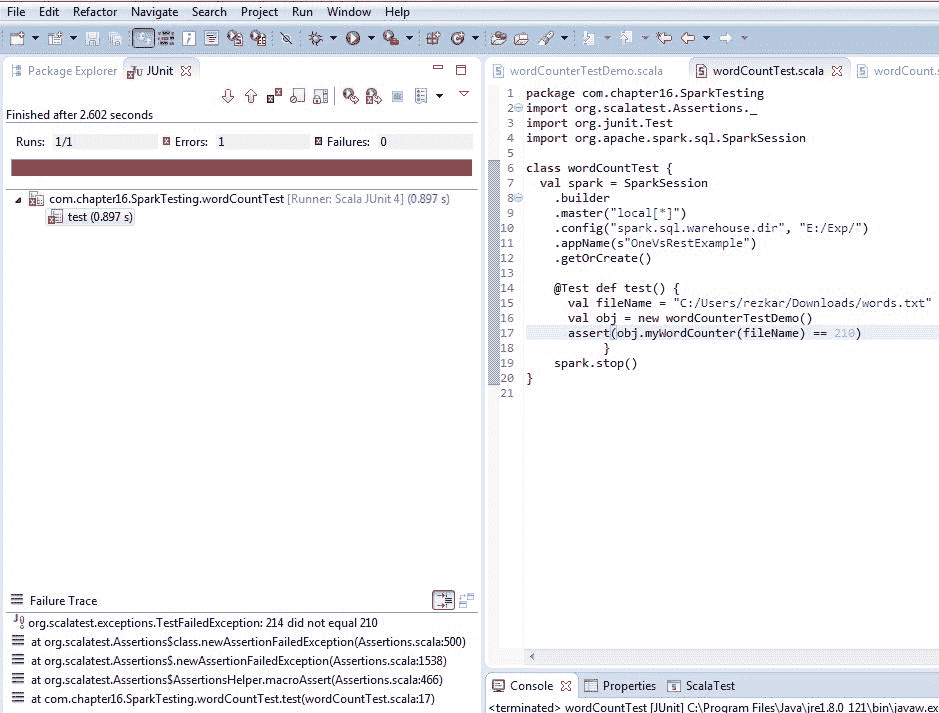 File Edit Refactor Navigate Search Project Run Window Help
Package Explorer JUnit
Finished after 2.602 seconds
Runs: 1/1 Errors: 1 Failures: 0
com.chapter16.SparkTesting.wordCountTest [Runner: Scala JUnit 4] (0.897 s)
test (0.897 s)
Failure Trace
org.scalatest.exceptions.TestFailedException: 214 did not equal 210
at org.scalatest.Assertions$class.newAssertionFailedException(Assertions.scala:500)
at org.scalatest.Assertions$.newAssertionFailedException(Assertions.scala:1538)
at org.scalatest.Assertions$AssertionsHelper.macroAssert(Assertions.scala:466)
at com.chapter16.SparkTesting.wordCountTest.test(wordCountTest.scala:17)
wordCounterTestDemo.scala wordCountTest.scala wordCount.s
1 package com.chapter16.SparkTesting
2 import org.scalatest.Assertions._
3 import org.junit.Test
4 import org.apache.spark.sql.SparkSession
5
6 class wordCountTest {
7 val spark = SparkSession
8 .builder
9 .master("local[*]")
10 .config("spark.sql.warehouse.dir", "E:/Exp/")
11 .appName(s"OneVsRestExample")
12 .getOrCreate()
13
14 @Test def test() {
15 val fileName = "C:/Users/rezkar/Downloads/words.txt"
16 val obj = new wordCounterTestDemo()
17 assert(obj.myWordCounter(fileName) == 210)
18 }
19 spark.stop()
20 }
21
Console Properties ScalaTest
<terminated> wordCountTest [JUnit] C:\Program Files\Java\jre1.8.0_121\bin\javaw.ex